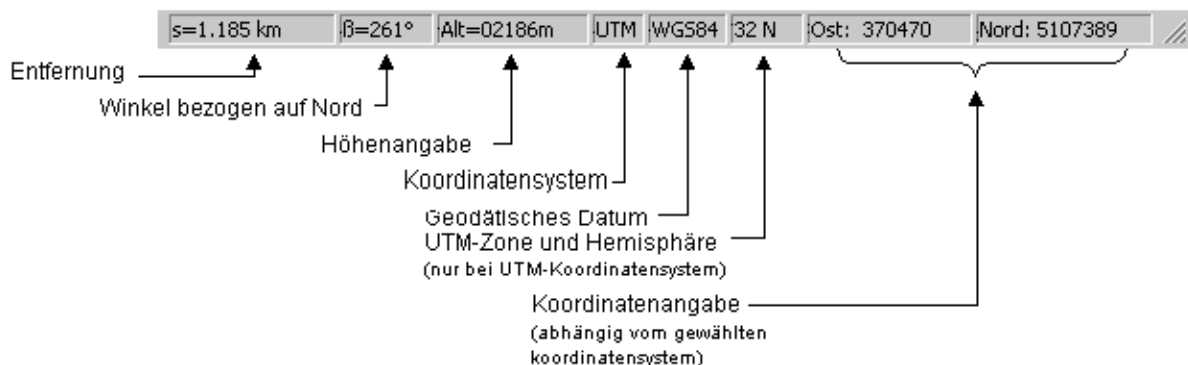 s=1.185 km ß=261° Alt=02186m UTM WGS84 32 N Ost: 370470 Nord: 5107389
Entfernung
Winkel bezogen auf Nord
Höhenangabe
Koordinatensystem
Geodätisches Datum
UTM-Zone und Hemisphäre
(nur bei UTM-Koordinatensystem)
Koordinatenangabe
(abhängig vom gewählten
koordinatensystem)